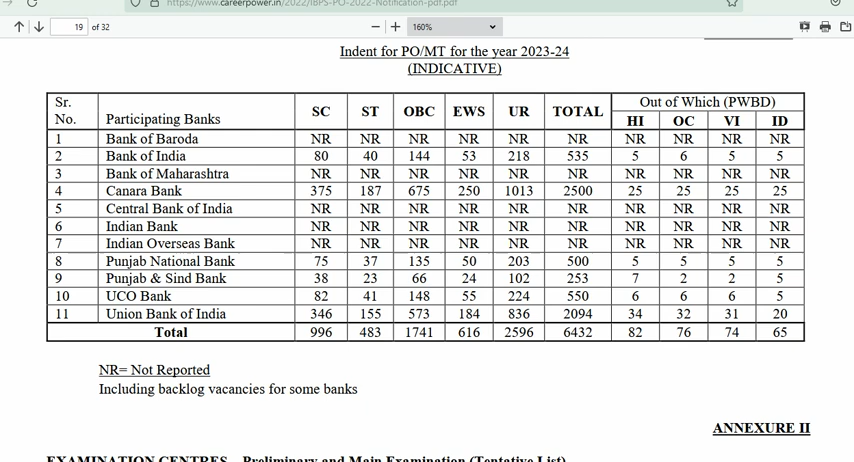 https://www.careerpower.in/2022/IBPS-PO-2022-Notification-pdf.pdf
19 of 32 160%
Indent for PO/MT for the year 2023-24
(INDICATIVE)
Sr. No. Participating Banks SC ST OBC EWS UR TOTAL Out of Which (PWBD)
HI OC VI ID
1 Bank of Baroda NR NR NR NR NR NR NR NR NR NR
2 Bank of India 80 40 144 53 218 535 5 6 5 5
3 Bank of Maharashtra NR NR NR NR NR NR NR NR NR NR
4 Canara Bank 375 187 675 250 1013 2500 25 25 25 25
5 Central Bank of India NR NR NR NR NR NR NR NR NR NR
6 Indian Bank NR NR NR NR NR NR NR NR NR NR
7 Indian Overseas Bank NR NR NR NR NR NR NR NR NR NR
8 Punjab National Bank 75 37 135 50 203 500 5 5 5 5
9 Punjab & Sind Bank 38 23 66 24 102 253 7 2 2 5
10 UCO Bank 82 41 148 55 224 550 6 6 6 5
11 Union Bank of India 346 155 573 184 836 2094 34 32 31 20
Total 996 483 1741 616 2596 6432 82 76 74 65
NR= Not Reported
Including backlog vacancies for some banks
ANNEXURE II
EXAMINATION CENTRES – Preliminary and Main Examination (Tentative List)